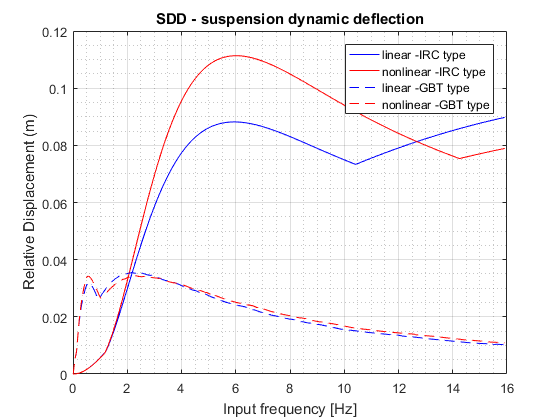 SDD - suspension dynamic deflection
0.12
0.1
0.08
0.06
0.04
0.02
0
Relative Displacement (m)
linear -IRC type
nonlinear -IRC type
linear -GBT type
nonlinear -GBT type
0 2 4 6 8 10 12 14 16
Input frequency [Hz]